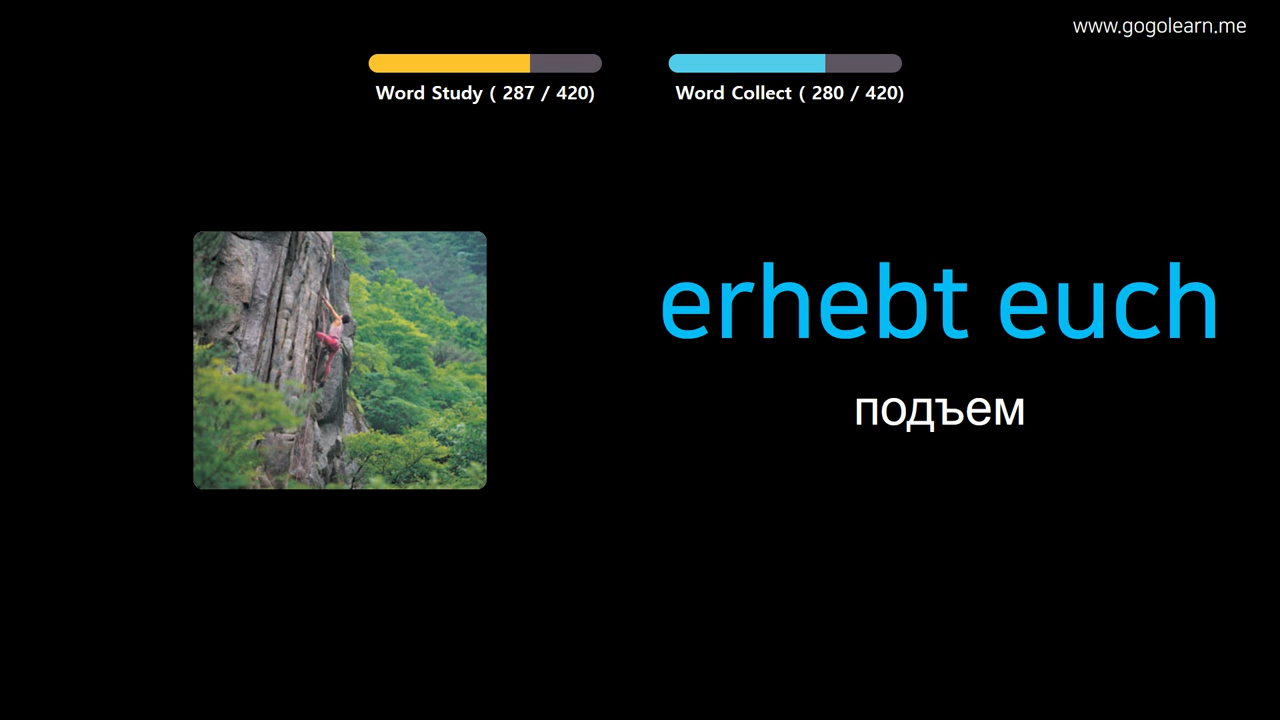 www.gogolearn.me
Word Study ( 287 / 420)
Word Collect ( 280 / 420)
erhebt euch
подъем